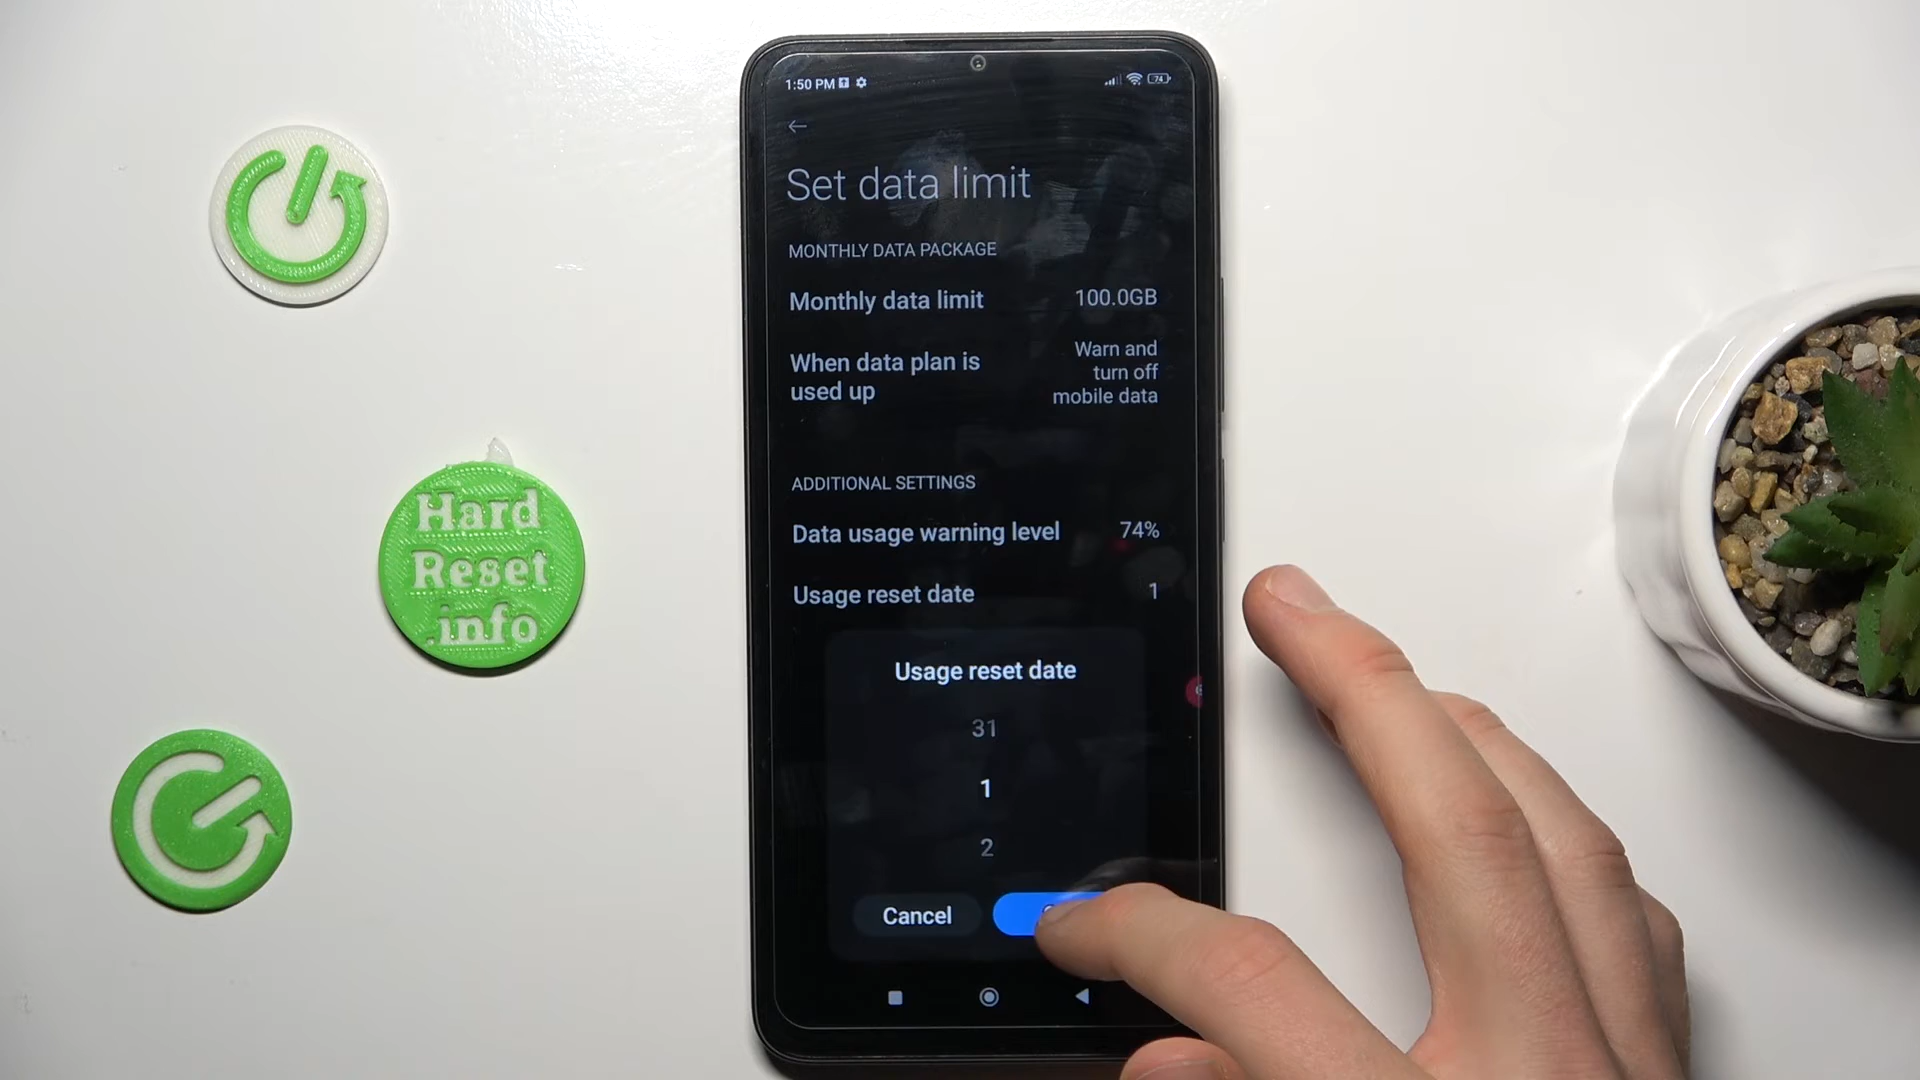 1:50 PM
74
Set data limit
MONTHLY DATA PACKAGE
Monthly data limit 100.0GB
When data plan is
used up
Warn and
turn off
mobile data
ADDITIONAL SETTINGS
Data usage warning level 74%
Usage reset date 1
Usage reset date
31
1
2
Cancel
Hard
Reset
.info